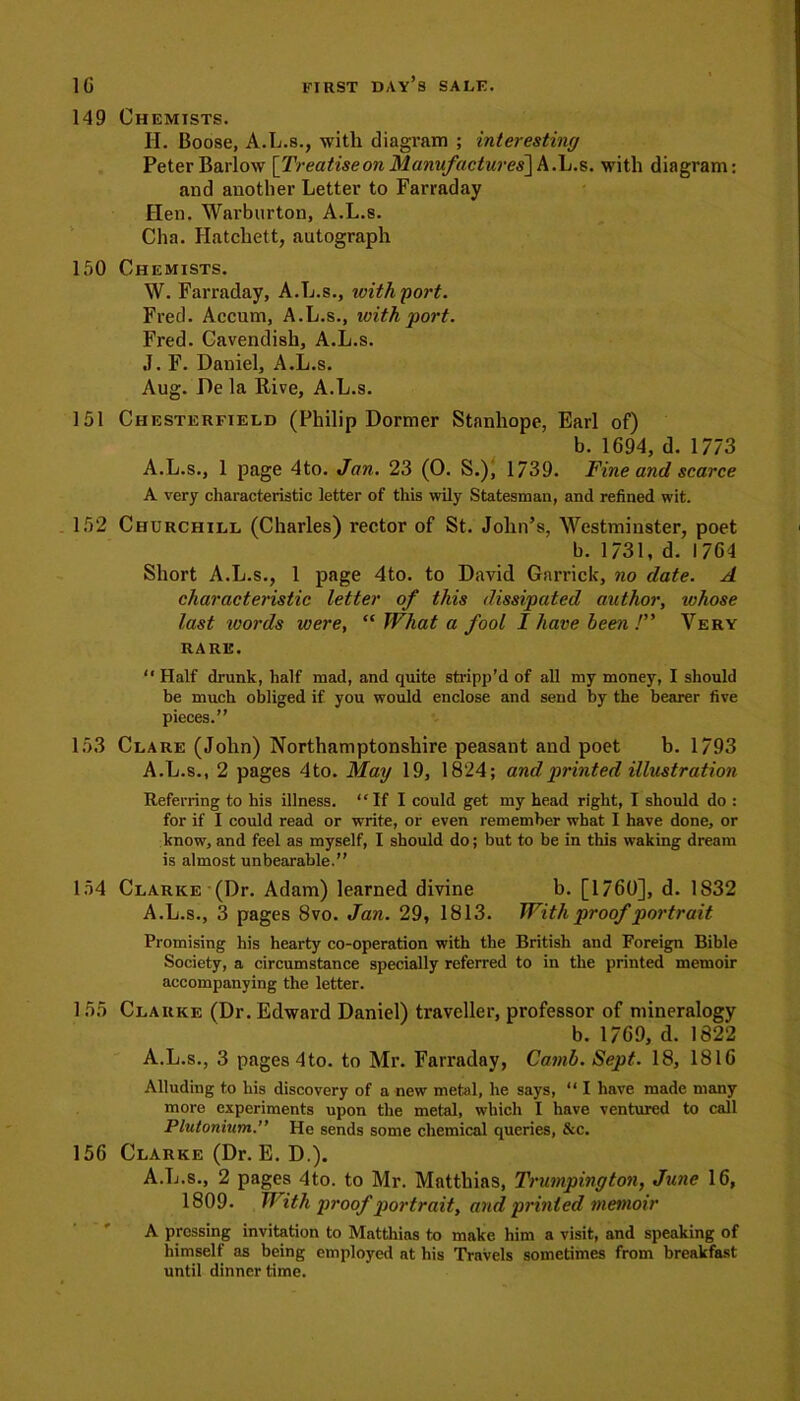 16 FIRST DAY'S SALE.
149 CHEMISTS.
H. Boose, A.L.s., with diagram ; interesting
Peter Barlow [Treatise on Manufactures] A.L.s. with diagram:
and another Letter to Farraday
Hen. Warburton, A.L.s.
Cha. Hatchett, autograph
150 CHEMISTS.
W. Farraday, A.L.s., with port.
Fred. Accum, A.L.s., with port.
Fred. Cavendish, A.L.s.
J. F. Daniel, A.L.s.
Aug. De la Rive, A.L.s.
151 CHESTERFIELD (Philip Dormer Stanhope, Earl of)
b. 1694, d. 1773
A.L.s., 1 page 4to. Jan. 23 (O. S.), 1739. Fine and scarce
A very characteristic letter of this wily Statesman, and refined wit.
152 CHURCHILL (Charles) rector of St. John's, Westminster, poet
b. 1731, d. 1764
Short A.L.s., 1 page 4to. to David Garrick, no date. A
characteristic letter of this dissipated author, whose
last words were, "What a fool I have been!" VERY
RARE.
"Half drunk, half mad, and quite stripp'd of all my money, I should
be much obliged if you would enclose and send by the bearer five
pieces."
153 CLARE (John) Northamptonshire peasant and poet b. 1793
A.L.s., 2 pages 4to. May 19, 1824; and printed illustration
Referring to his illness. "If I could get my head right, I should do :
for if I could read or write, or even remember what I have done, or
know, and feel as myself, I should do; but to be in this waking dream
is almost unbearable."
154 CLARKE (Dr. Adam) learned divine b. [1760], d. 1832
A.L.s., 3 pages 8vo. Jan. 29, 1813. With proof portrait
Promising his hearty co-operation with the British and Foreign Bible
Society, a circumstance specially referred to in the printed memoir
accompanying the letter.
155 CLARKE (Dr. Edward Daniel) traveller, professor of mineralogy
b. 1769, d. 1822
A.L.s., 3 pages 4to. to Mr. Farraday, Camb. Sept. 18, 1816
Alluding to his discovery of a new metal, he says, "I have made many
more experiments upon the metal, which I have ventured to call
Plutonium." He sends some chemical queries, &c.
156 CLARKE (Dr. E. D.).
A.L.s., 2 pages 4to. to Mr. Matthias, Trumpington, June 16,
1809. With proof portrait, and printed memoir
A pressing invitation to Matthias to make him a visit, and speaking of
himself as being employed at his Travels sometimes from breakfast
until dinner time.